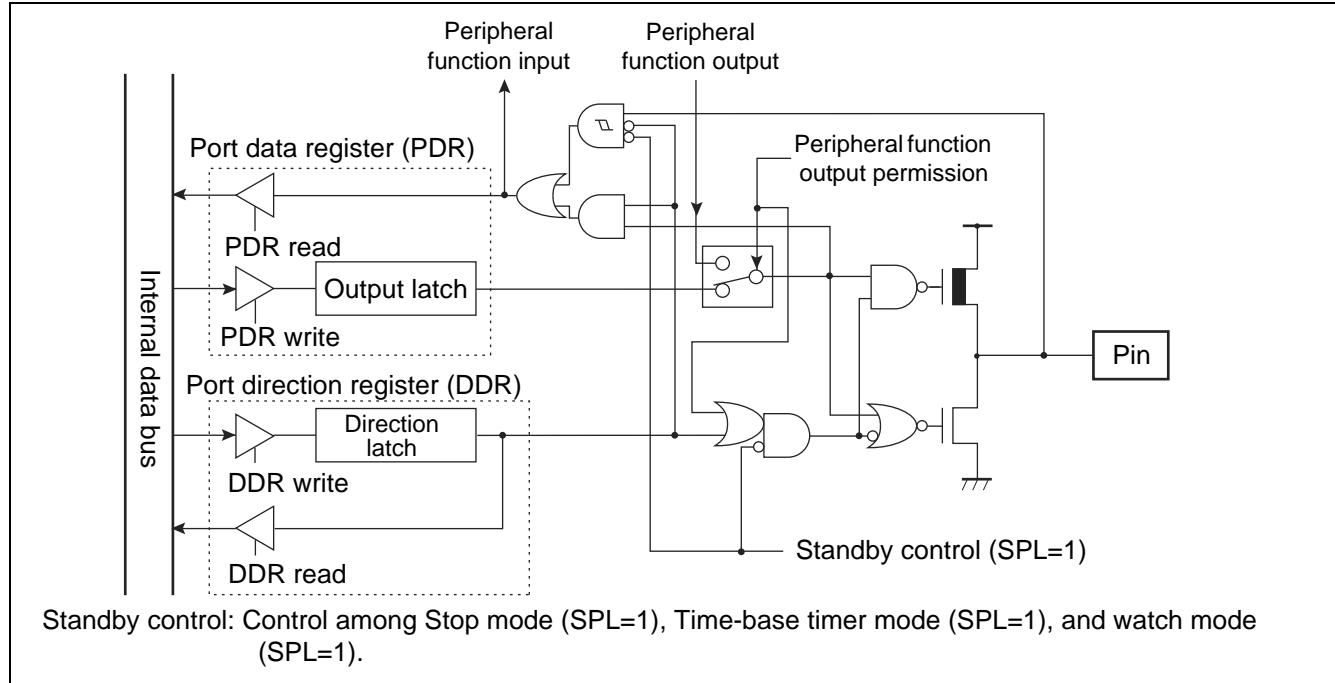 Peripheral
function input
Peripheral
function output
Port data register (PDR)
Peripheral function
output permission
PDR read
Output latch
PDR write
Internal data bus
Pin
Port direction register (DDR)
Direction
latch
DDR write
Standby control (SPL=1)
DDR read
Standby control: Control among Stop mode (SPL=1), Time-base timer mode (SPL=1), and watch mode
(SPL=1).